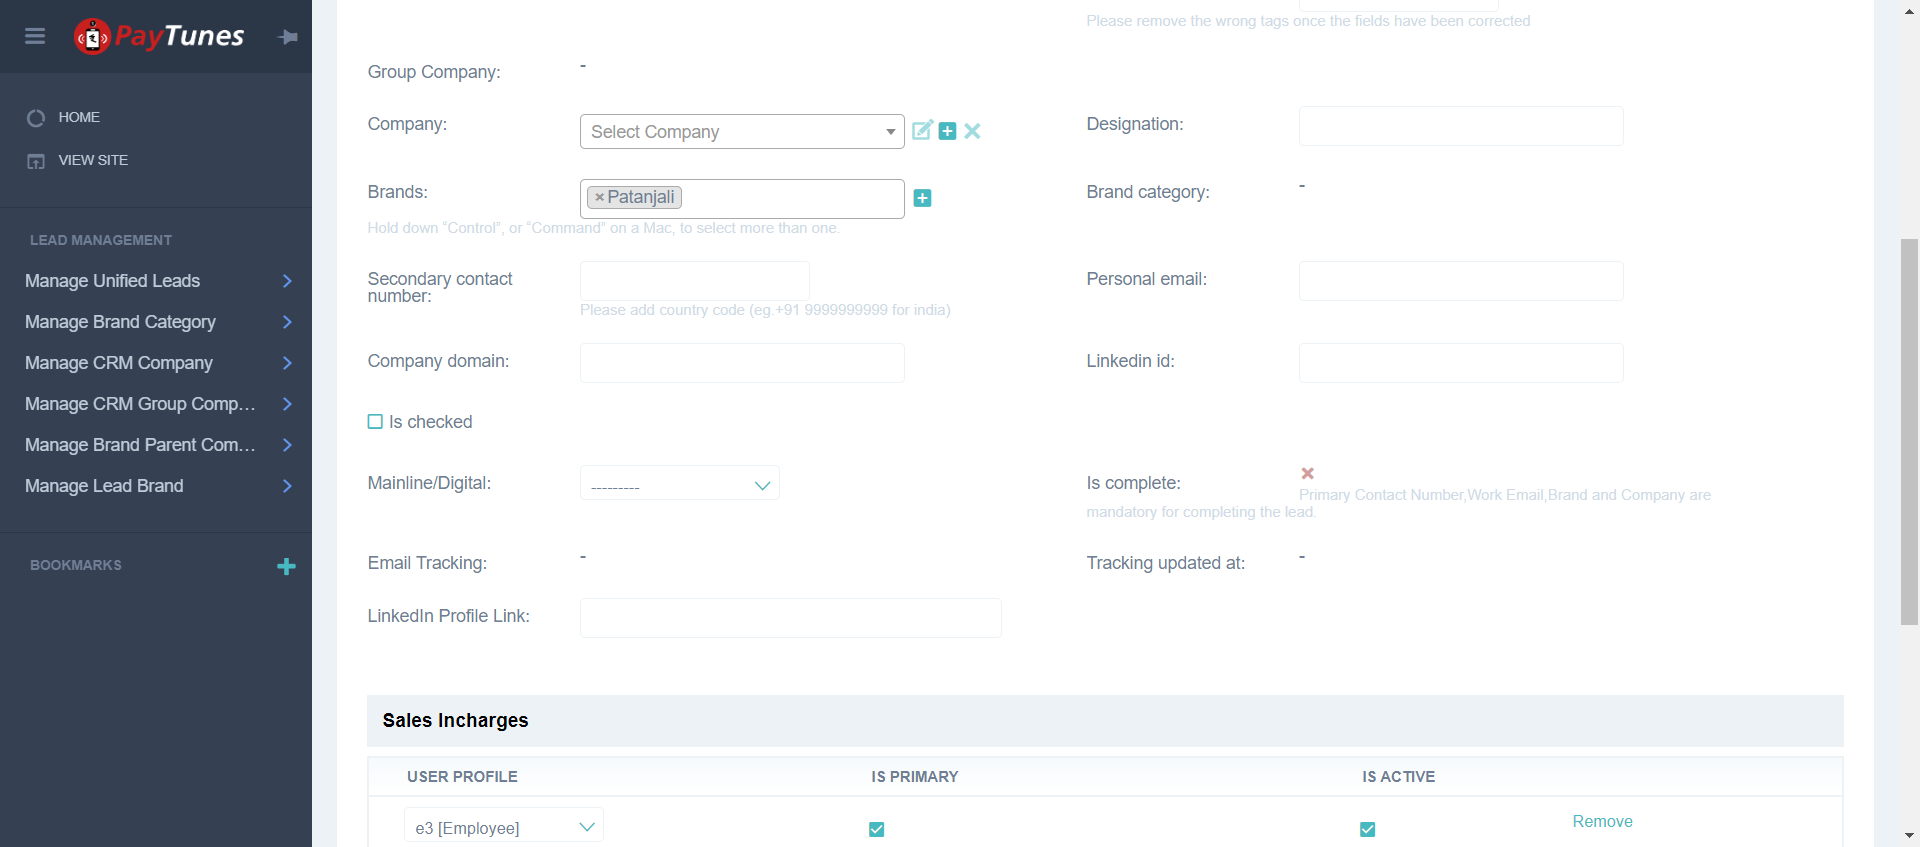 PayTunes
HOME
VIEW SITE
LEAD MANAGEMENT
Manage Unified Leads
Manage Brand Category
Manage CRM Company
Manage CRM Group Comp...
Manage Brand Parent Com...
Manage Lead Brand
BOOKMARKS
Please remove the wrong tags once the fields have been corrected
Group Company: -
Company: Select Company
Designation:
Brands: × Patanjali
Hold down “Control”, or “Command” on a Mac, to select more than one.
Brand category: -
Secondary contact
number:
Please add country code (eg.+91 9999999999 for india)
Personal email:
Company domain:
Linkedin id:
Is checked
Mainline/Digital: ---------
Is complete:
Primary Contact Number,Work Email,Brand and Company are
mandatory for completing the lead.
Email Tracking: -
Tracking updated at: -
LinkedIn Profile Link:
Sales Incharges
USER PROFILE IS PRIMARY IS ACTIVE
e3 [Employee] Remove